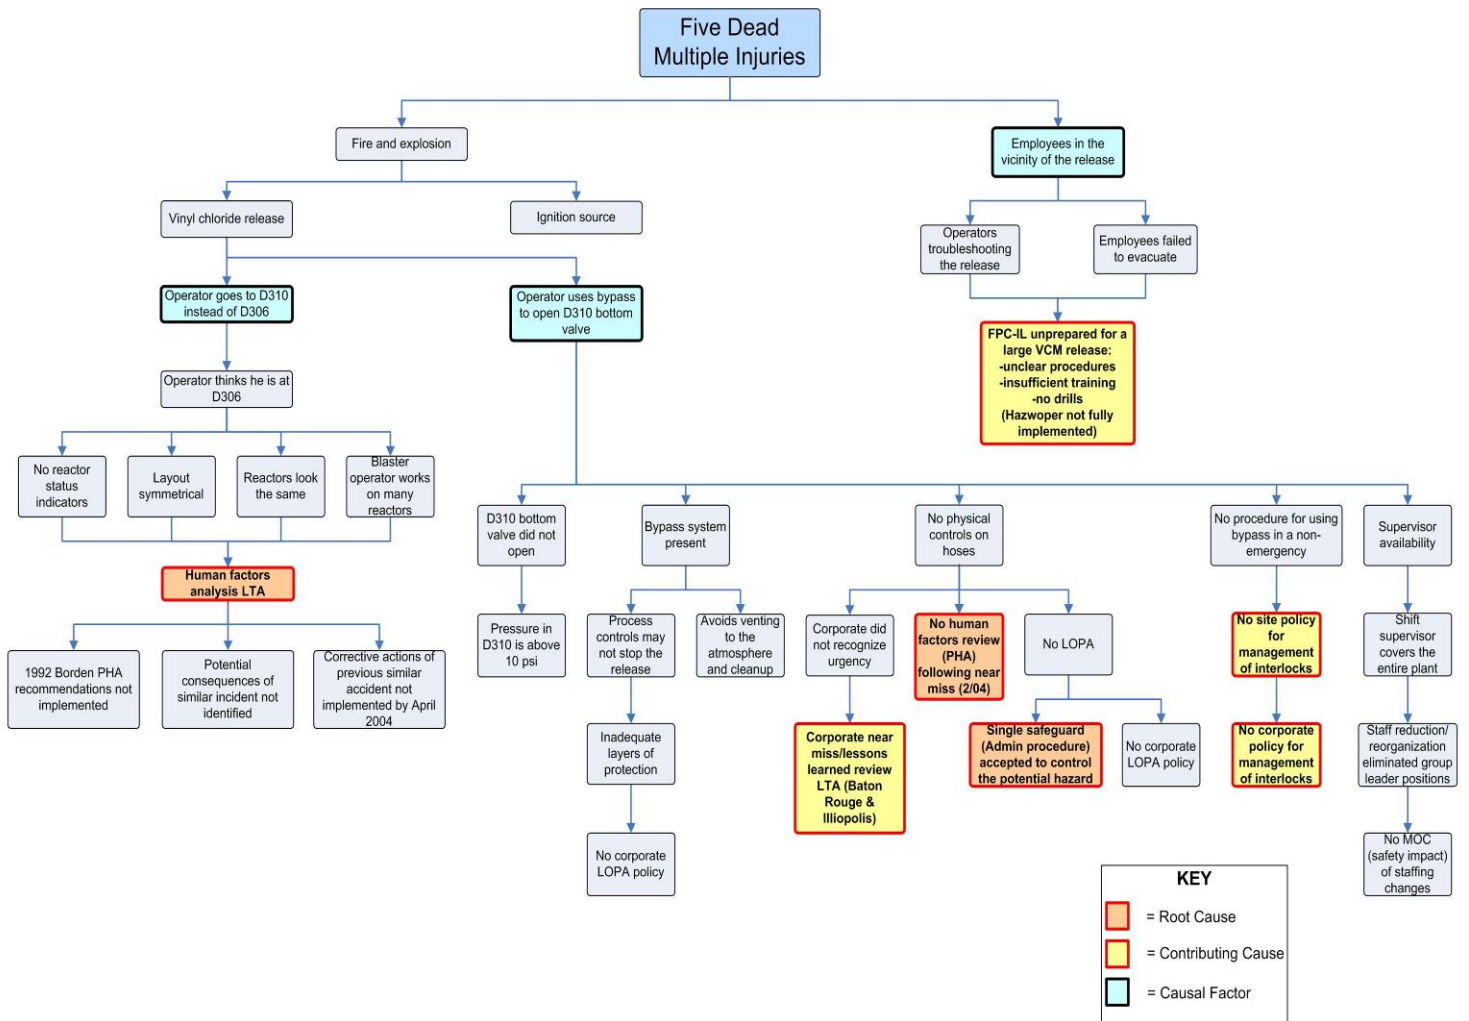 Five Dead
Multiple Injuries
Fire and explosion
Employees in the
vicinity of the release
Vinyl chloride release
Ignition source
Operators
troubleshooting
the release
Employees failed
to evacuate
Operator goes to D310
instead of D306
Operator uses bypass
to open D310 bottom
valve
FPC-IL unprepared for a
large VCM release:
-unclear procedures
-insufficient training
-no drills
(Hazwoper not fully
implemented)
Operator thinks he is at
D306
No reactor
status
indicators
Layout
symmetrical
Reactors look
the same
Blaster
operator works
on many
reactors
D310 bottom
valve did not
open
Bypass system
present
No physical
controls on
hoses
No procedure for using
bypass in a non-
emergency
Supervisor
availability
Human factors
analysis LTA
Pressure in
D310 is above
10 psi
Process
controls may
not stop the
release
Avoids venting
to the
atmosphere
and cleanup
Corporate did
not recognize
urgency
No human
factors review
(PHA)
following near
miss (2/04)
No LOPA
No site policy
for
management
of interlocks
Shift
supervisor
covers the
entire plant
1992 Borden PHA
recommendations not
implemented
Potential
consequences
of similar incident not
identified
Corrective actions of
previous similar
accident not
implemented by April
2004
Inadequate
layers of
protection
Corporate near
miss/lessons
learned review
LTA (Baton
Rouge &
Illiopolis)
Single safeguard
(Admin procedure)
accepted to control
the potential hazard
No corporate
LOPA policy
No corporate
policy for
management
of interlocks
Staff reduction/
reorganization
eliminated group
leader positions
No corporate
LOPA policy
No MOC
(safety impact)
of staffing
changes
KEY
= Root Cause
= Contributing Cause
= Causal Factor